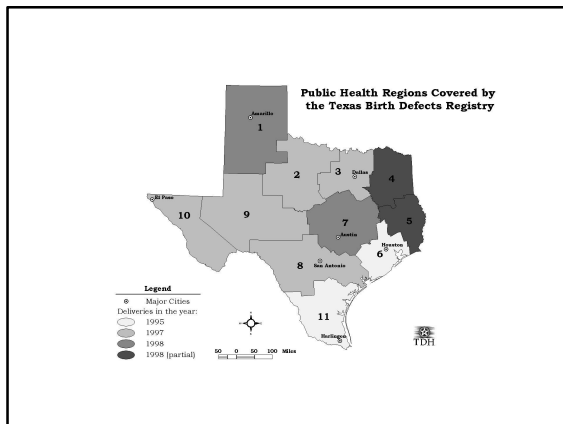 Public Health Regions Covered by
the Texas Birth Defects Registry
Amarillo
1
2
3
Dallas
4
El Paso
10
9
7
5
Austin
Houston
6
8
San Antonio
11
Harlingen
Legend
Major Cities
Deliveries in the year:
1995
1997
1998
1998 (partial)
50 0 50 100 Miles
TDH